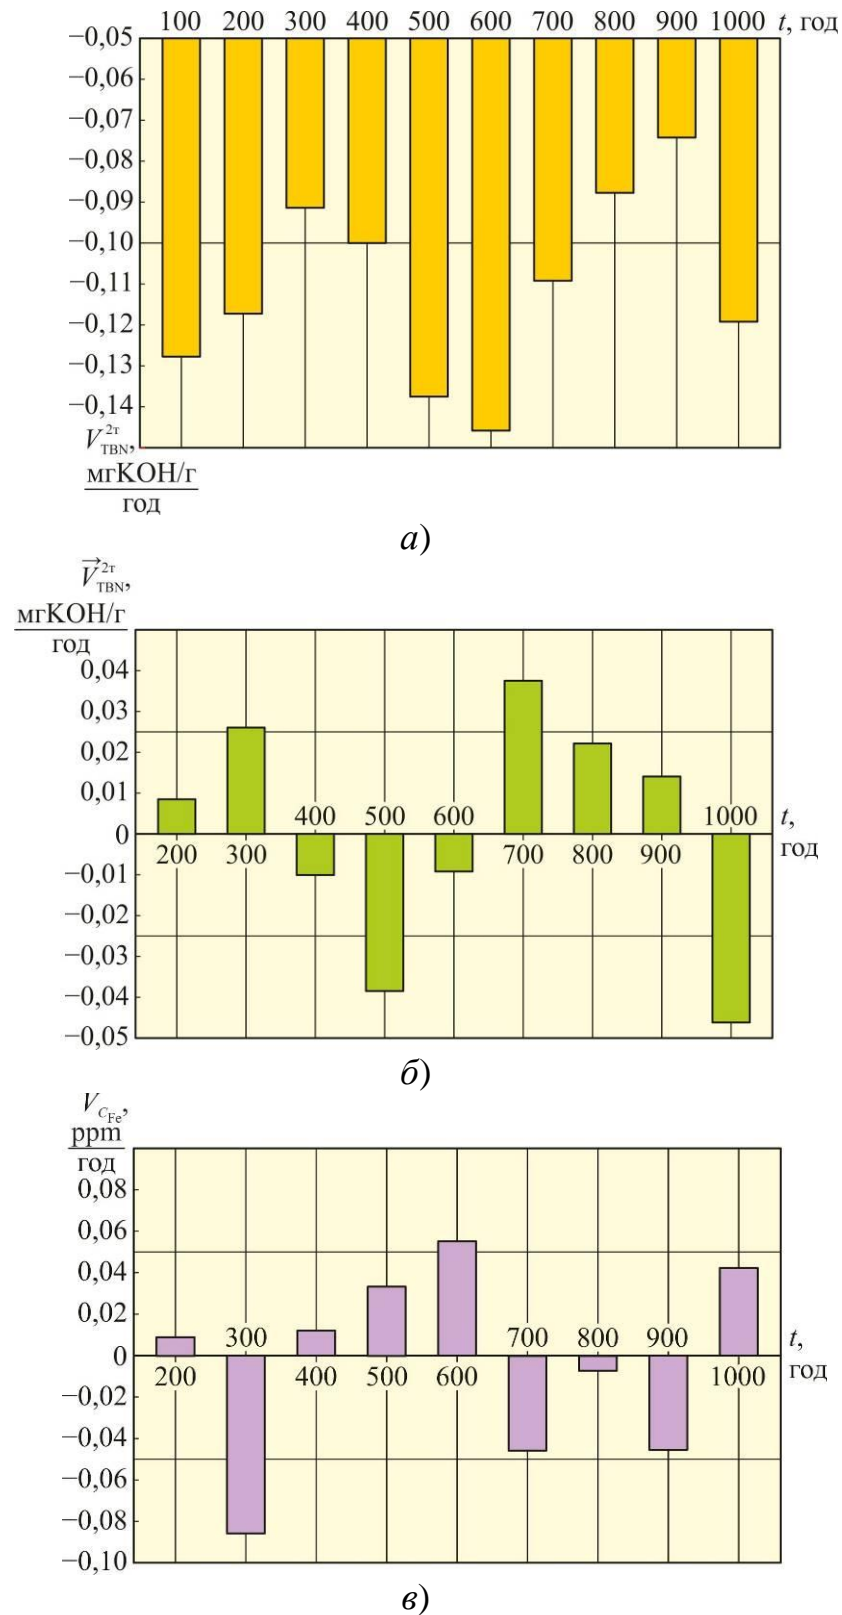 100 200 300 400 500 600 700 800 900 1000 t, год
−0,05
−0,06
−0,07
−0,08
−0,09
−0,10
−0,11
−0,12
−0,13
−0,14
V²ᵀ TBN,
мгKOH/г
год
а)
V⃗²ᵀ TBN,
мгKOH/г
год
0,04
0,03
0,02
0,01
400 500 600 1000 t,
0
200 300 700 800 900 год
−0,01
−0,02
−0,03
−0,04
−0,05
б)
V C Fe,
ppm
год
0,08
0,06
0,04
0,02
300 700 800 900 t,
0
200 400 500 600 1000 год
−0,02
−0,04
−0,06
−0,08
−0,10
в)